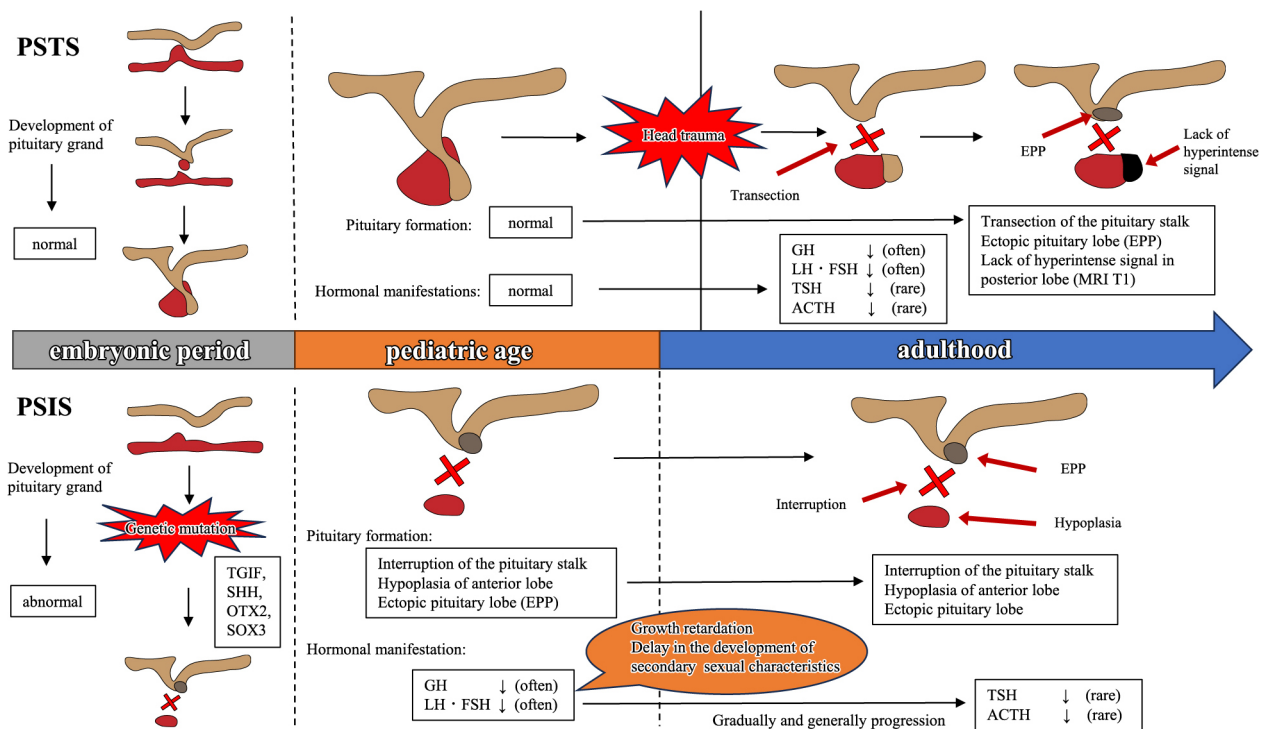 PSTS
Development of
pituitary grand
normal
Head trauma
Transection
EPP
Lack of
hyperintense
signal
Pituitary formation:
normal
Transection of the pituitary stalk
Ectopic pituitary lobe (EPP)
Lack of hyperintense signal in
posterior lobe (MRI T1)
Hormonal manifestations:
normal
GH ↓ (often)
LH・FSH ↓ (often)
TSH ↓ (rare)
ACTH ↓ (rare)
embryonic period
pediatric age
adulthood
PSIS
Development of
pituitary grand
abnormal
Genetic mutation
TGIF,
SHH,
OTX2,
SOX3
Interruption
EPP
Hypoplasia
Pituitary formation:
Interruption of the pituitary stalk
Hypoplasia of anterior lobe
Ectopic pituitary lobe (EPP)
Interruption of the pituitary stalk
Hypoplasia of anterior lobe
Ectopic pituitary lobe
Growth retardation
Delay in the development of
secondary sexual characteristics
Hormonal manifestation:
GH ↓ (often)
LH・FSH ↓ (often)
Gradually and generally progression
TSH ↓ (rare)
ACTH ↓ (rare)